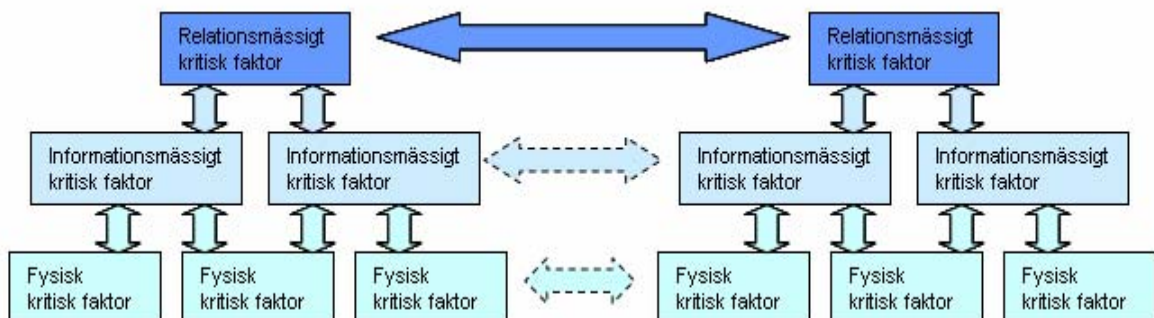 Relationsmässigt
kritisk faktor
Relationsmässigt
kritisk faktor
Informationsmässigt
kritisk faktor
Informationsmässigt
kritisk faktor
Informationsmässigt
kritisk faktor
Informationsmässigt
kritisk faktor
Fysisk
kritisk faktor
Fysisk
kritisk faktor
Fysisk
kritisk faktor
Fysisk
kritisk faktor
Fysisk
kritisk faktor
Fysisk
kritisk faktor